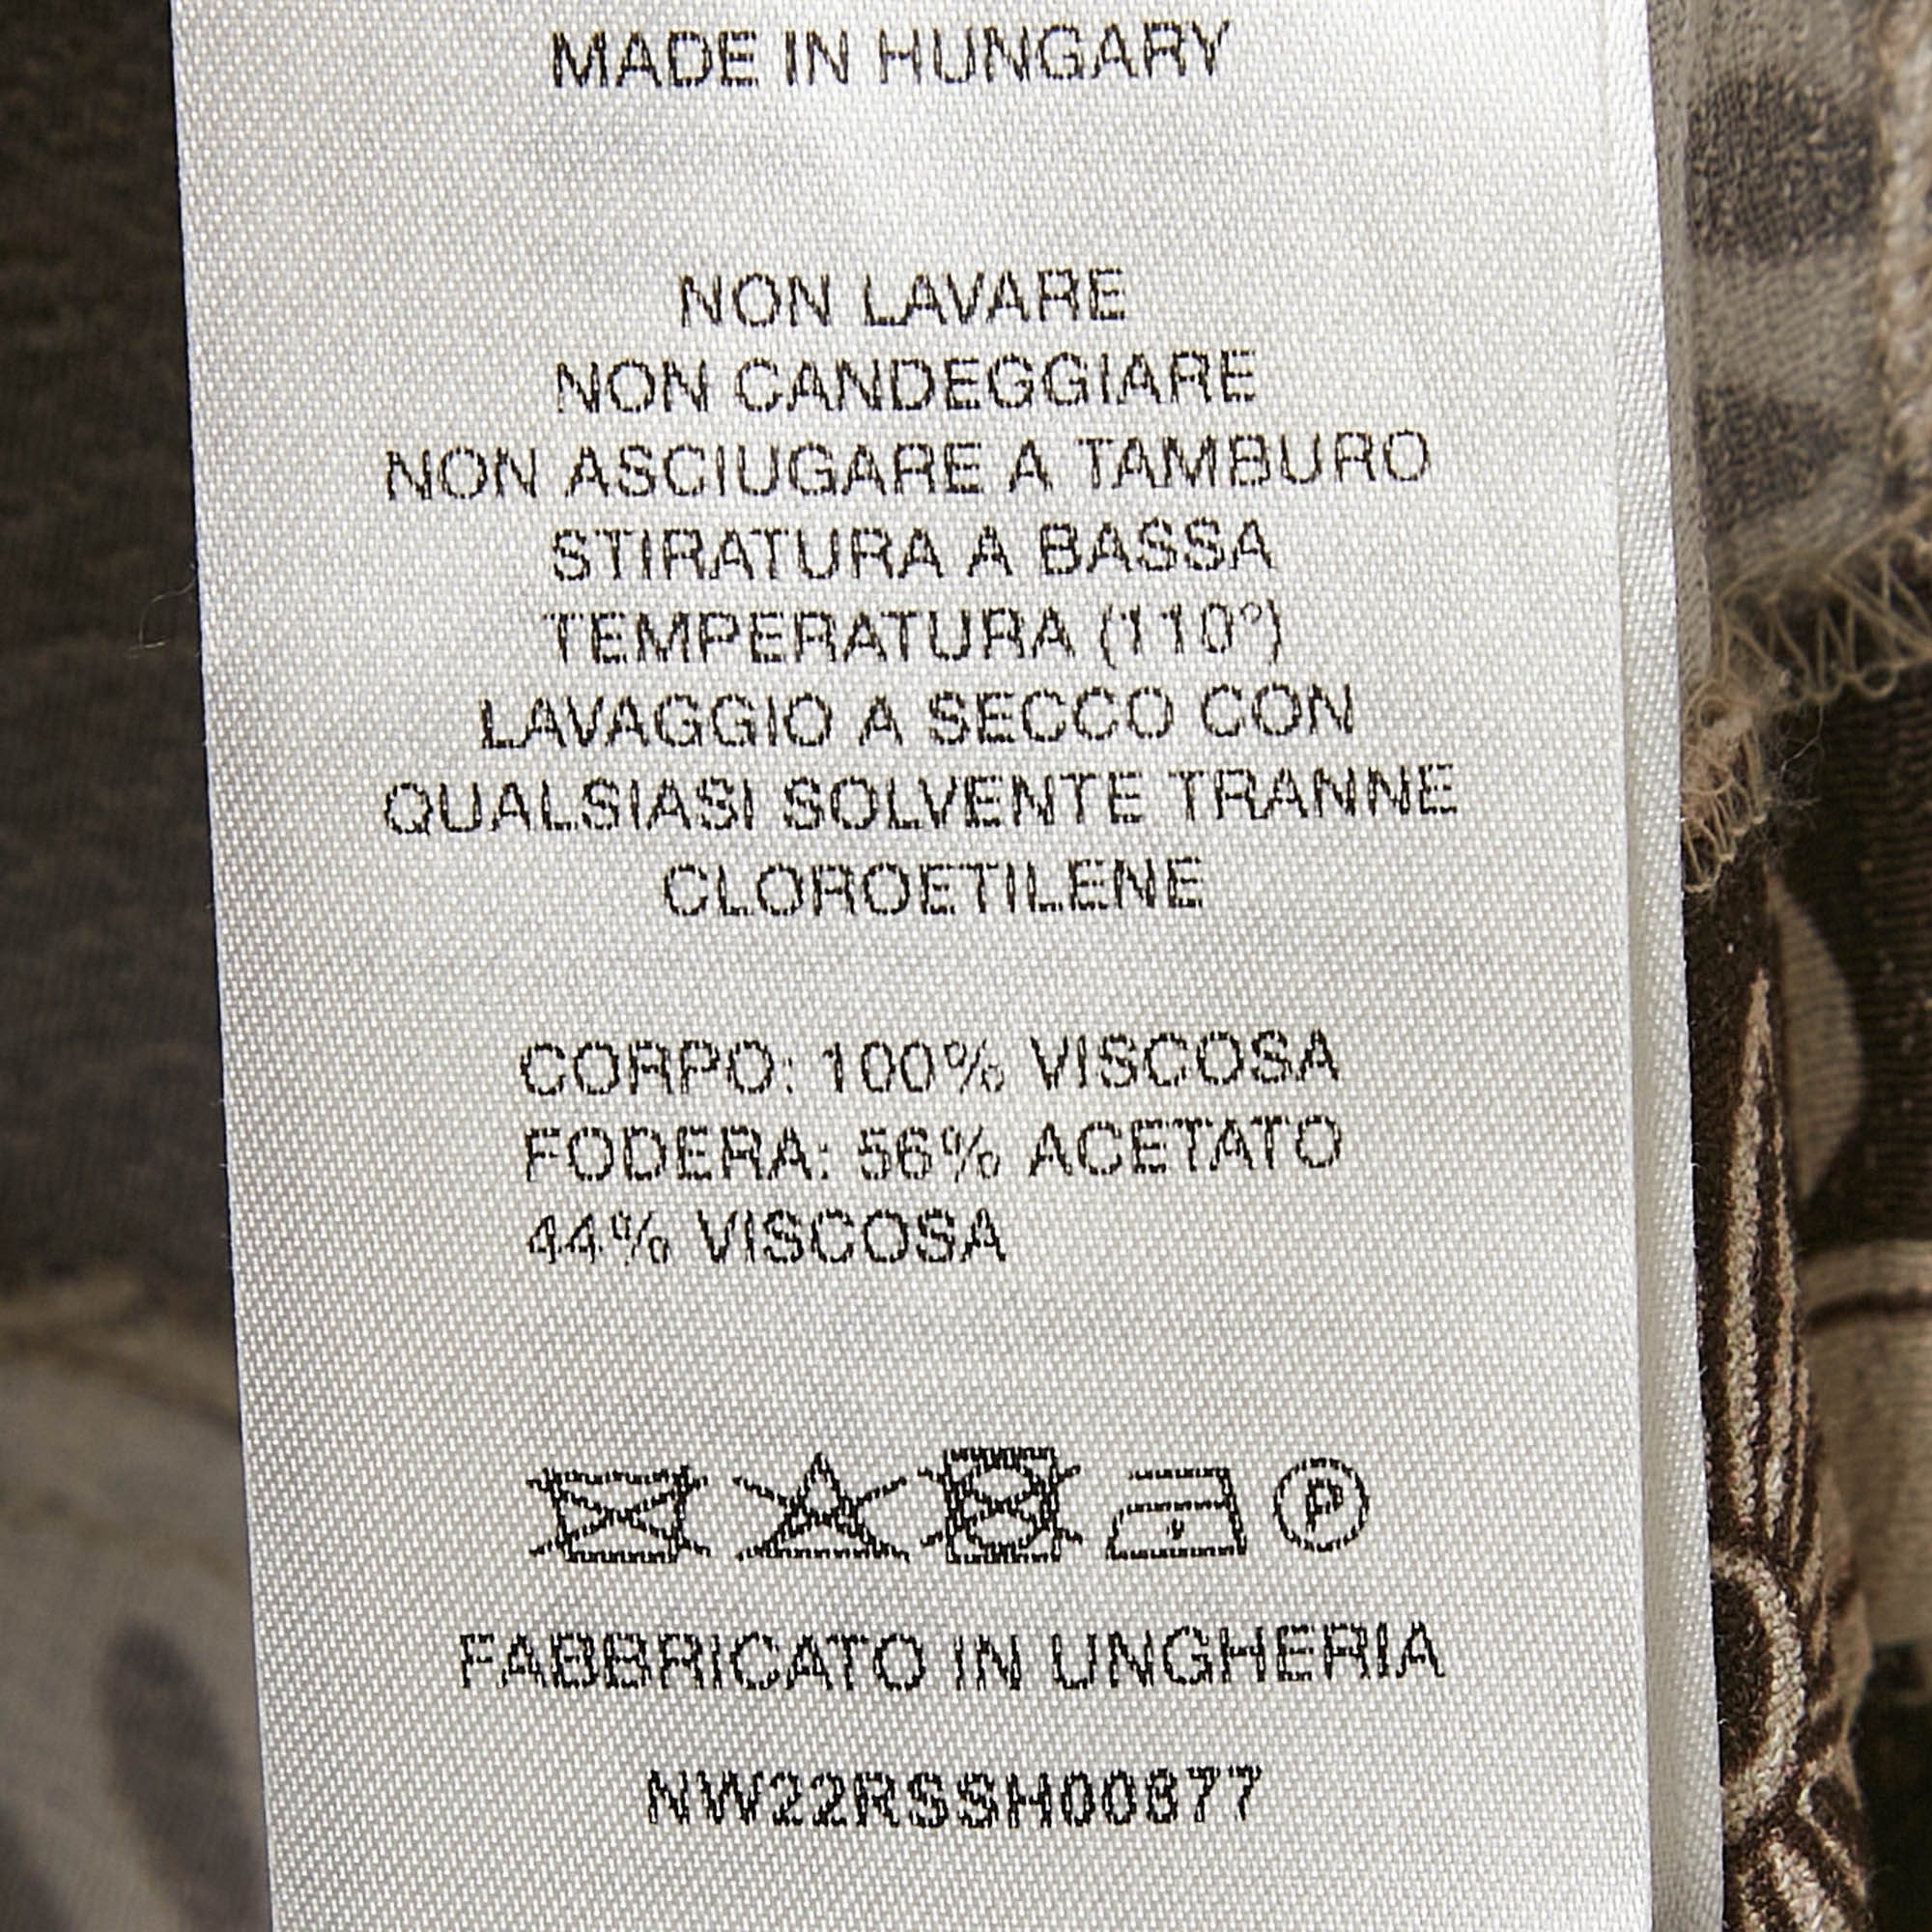 MADE IN HUNGARY
NON LAVARE
NON CANDEGGIARE
NON ASCIUGARE A TAMBURO
STIRATURA A BASSA
TEMPERATURA (110°)
LAVAGGIO A SECCO CON
QUALSIASI SOLVENTE TRANNE
CLOROETILENE
CORPO: 100% VISCOSA
FODERA: 56% ACETATO
44% VISCOSA
P
FABBRICATO IN UNGHERIA
NW22RSSH00877